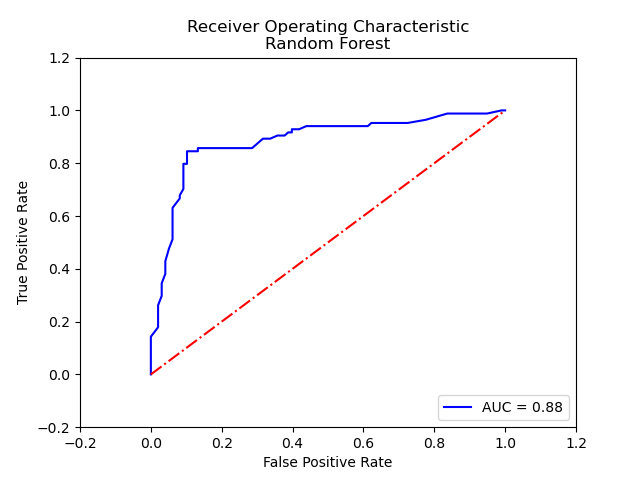 Receiver Operating Characteristic
Random Forest
1.2
1.0
0.8
0.6
0.4
0.2
0.0
−0.2
True Positive Rate
AUC = 0.88
−0.2 0.0 0.2 0.4 0.6 0.8 1.0 1.2
False Positive Rate